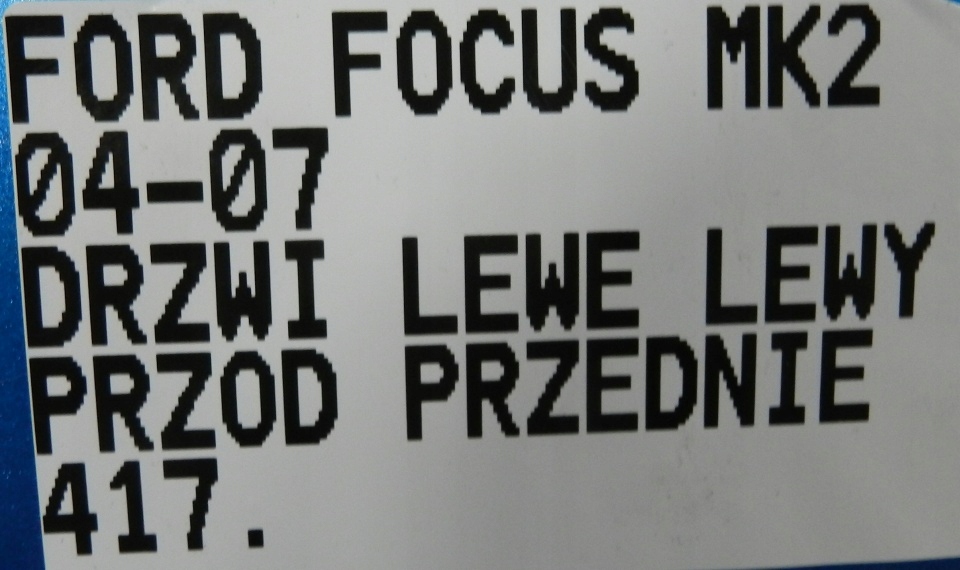 FORD FOCUS MK2
04-07
DRZWI LEWE LEWY
PRZOD PRZEDNIE
417.